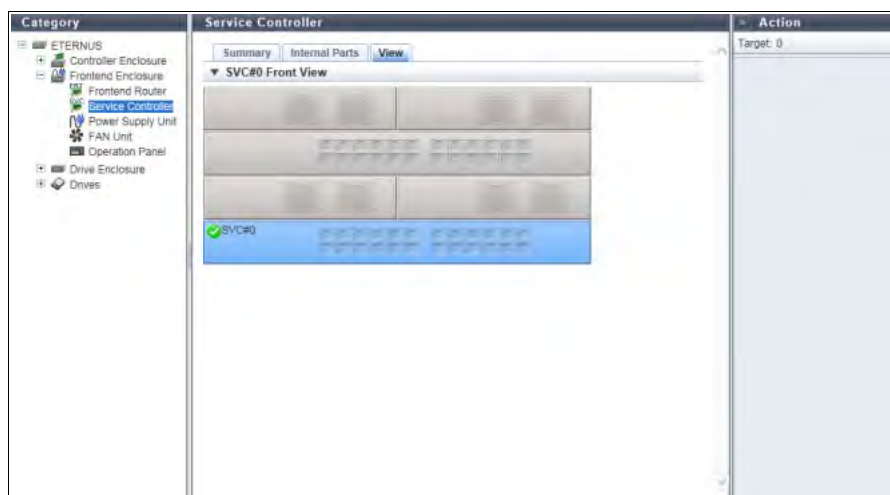 Category
ETERNUS
Controller Enclosure
Frontend Enclosure
Frontend Router
Service Controller
Power Supply Unit
FAN Unit
Operation Panel
Drive Enclosure
Drives
Service Controller
Summary Internal Parts View
SVC#0 Front View
SVC#0
Action
Target: 0